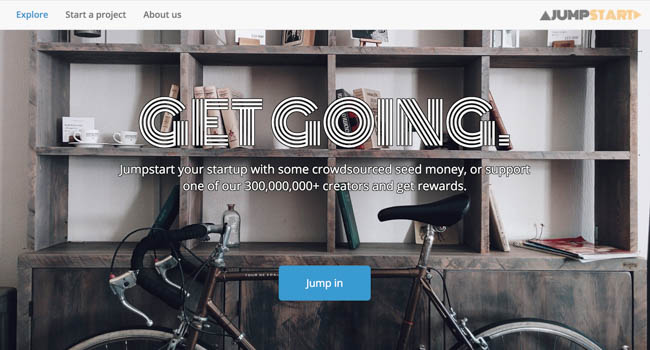 Explore
Start a project
About us
JUMPSTART
GET GOING.
Jumpstart your startup with some crowdsourced seed money, or support
one of our 300,000,000+ creators and get rewards.
Jump in